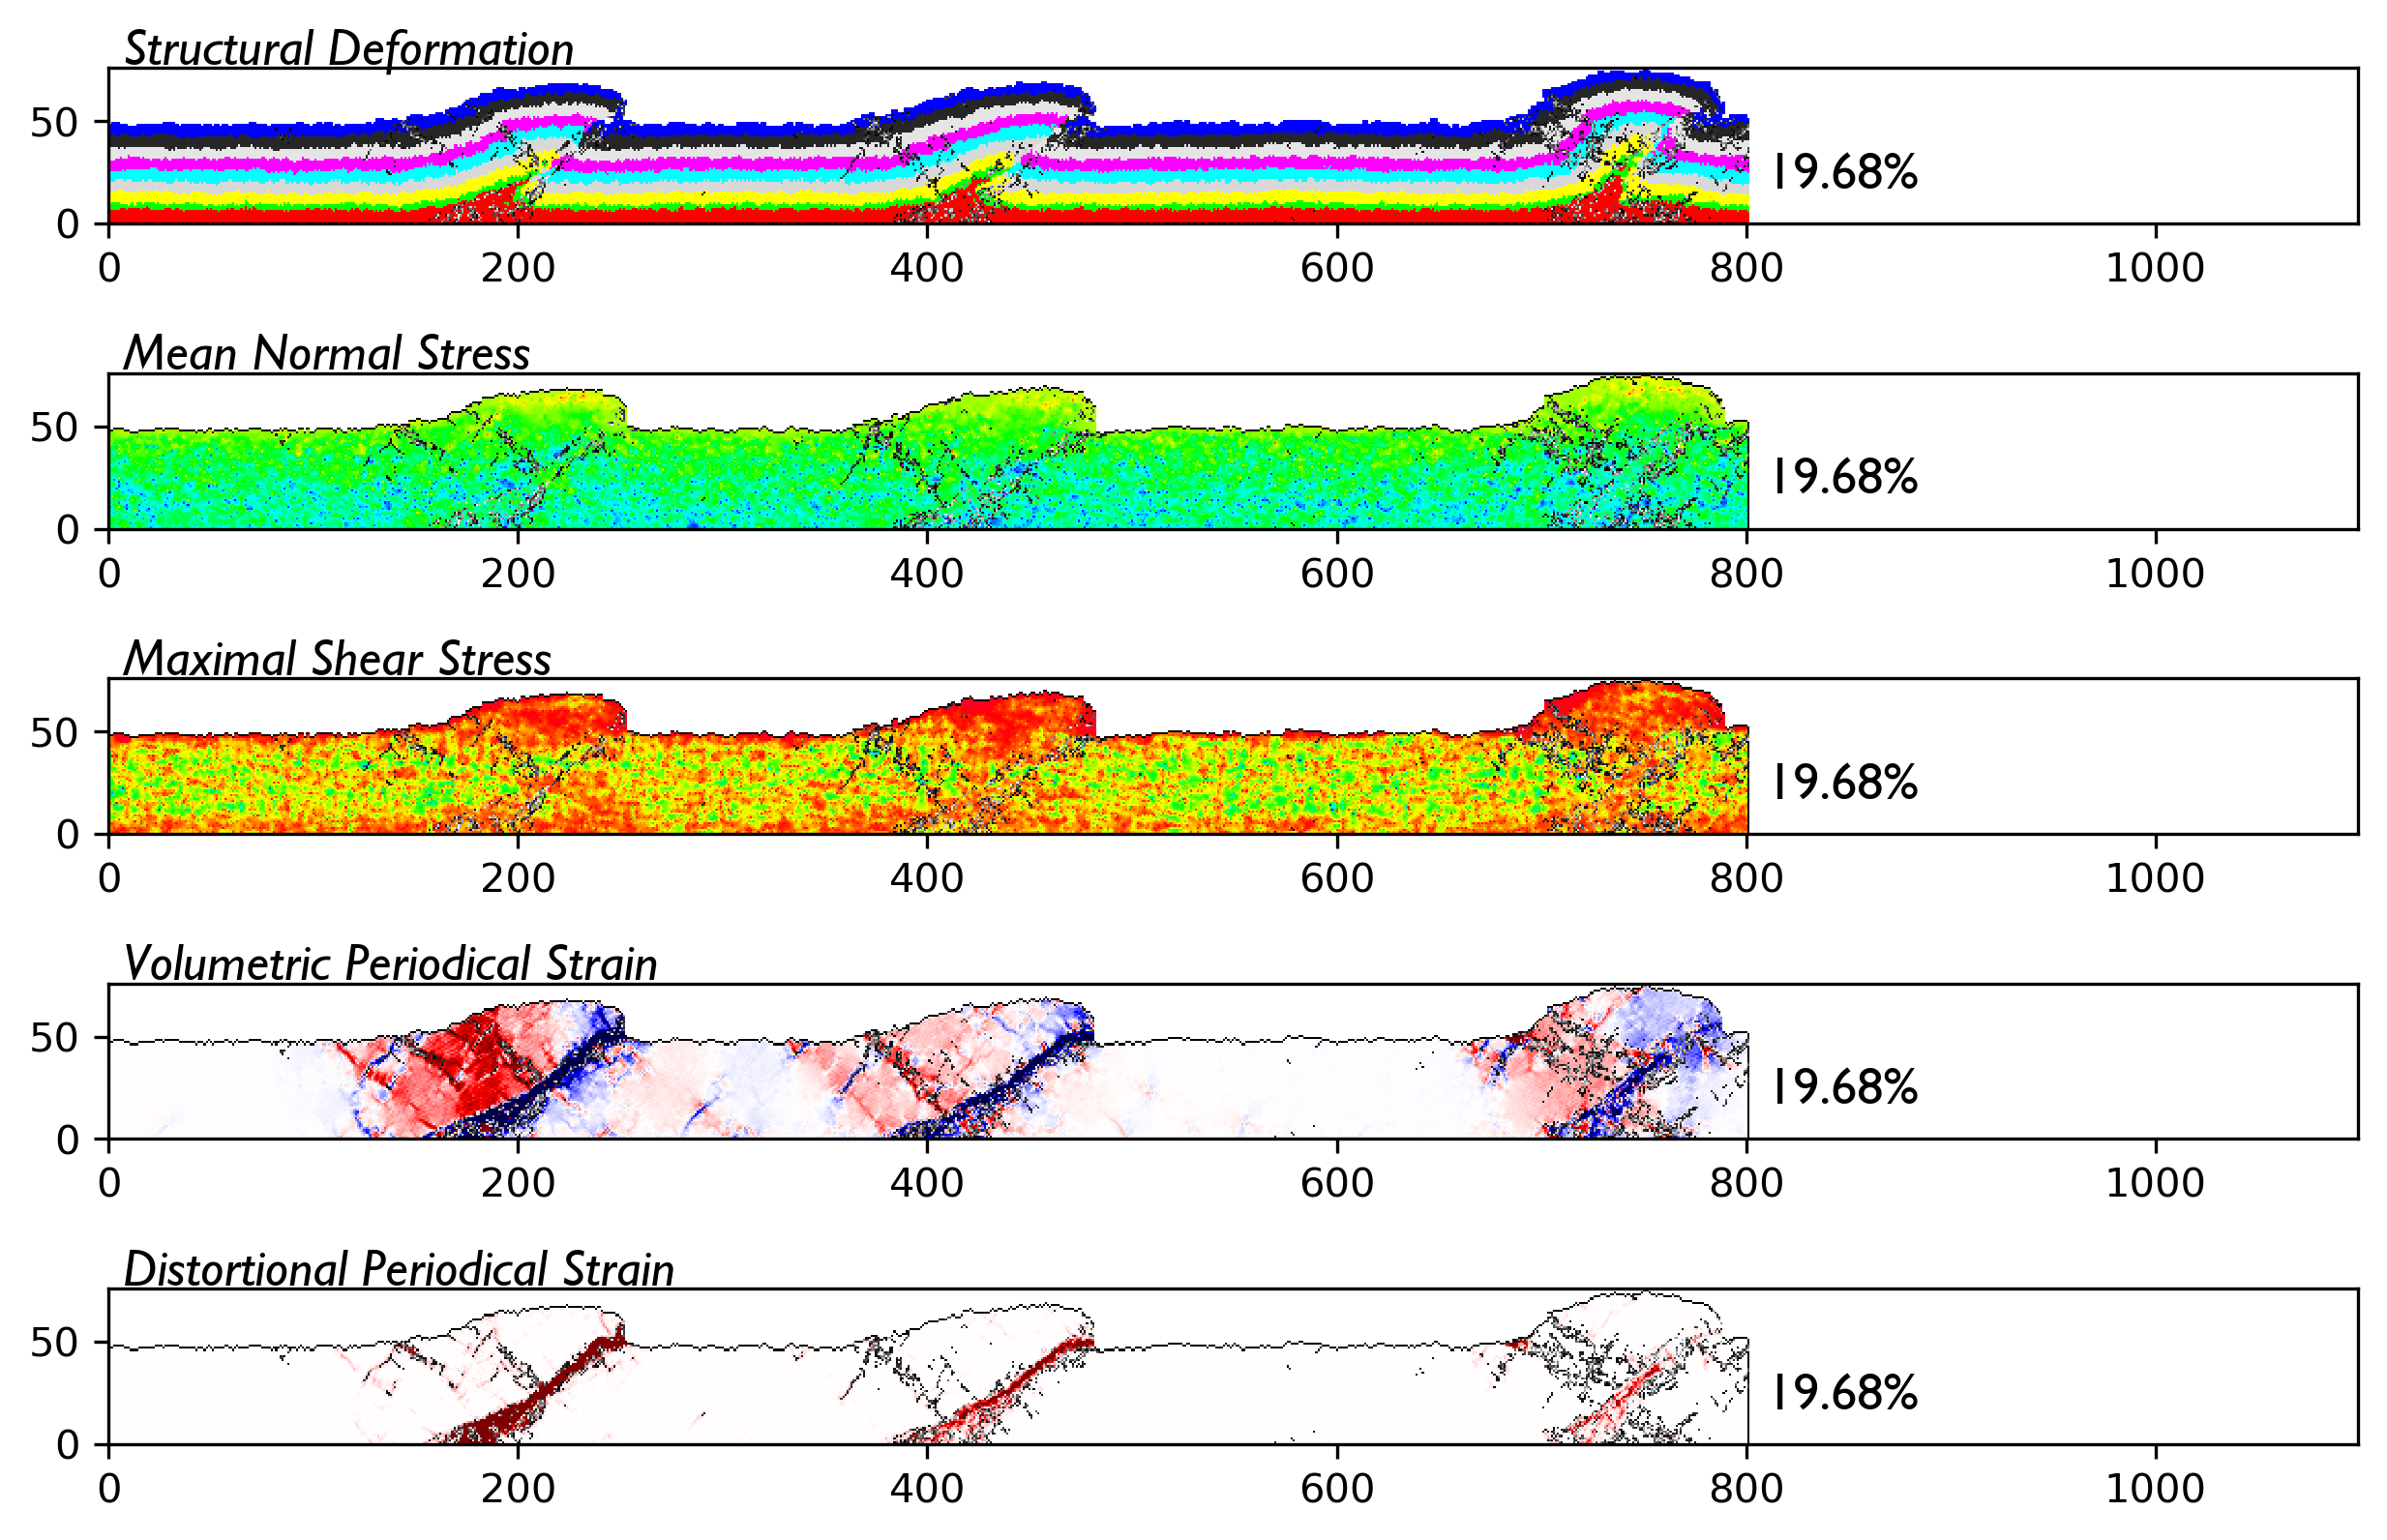 Structural Deformation
50
0
19.68%
0 200 400 600 800 1000
Mean Normal Stress
50
0
19.68%
0 200 400 600 800 1000
Maximal Shear Stress
50
0
19.68%
0 200 400 600 800 1000
Volumetric Periodical Strain
50
0
19.68%
0 200 400 600 800 1000
Distortional Periodical Strain
50
0
19.68%
0 200 400 600 800 1000